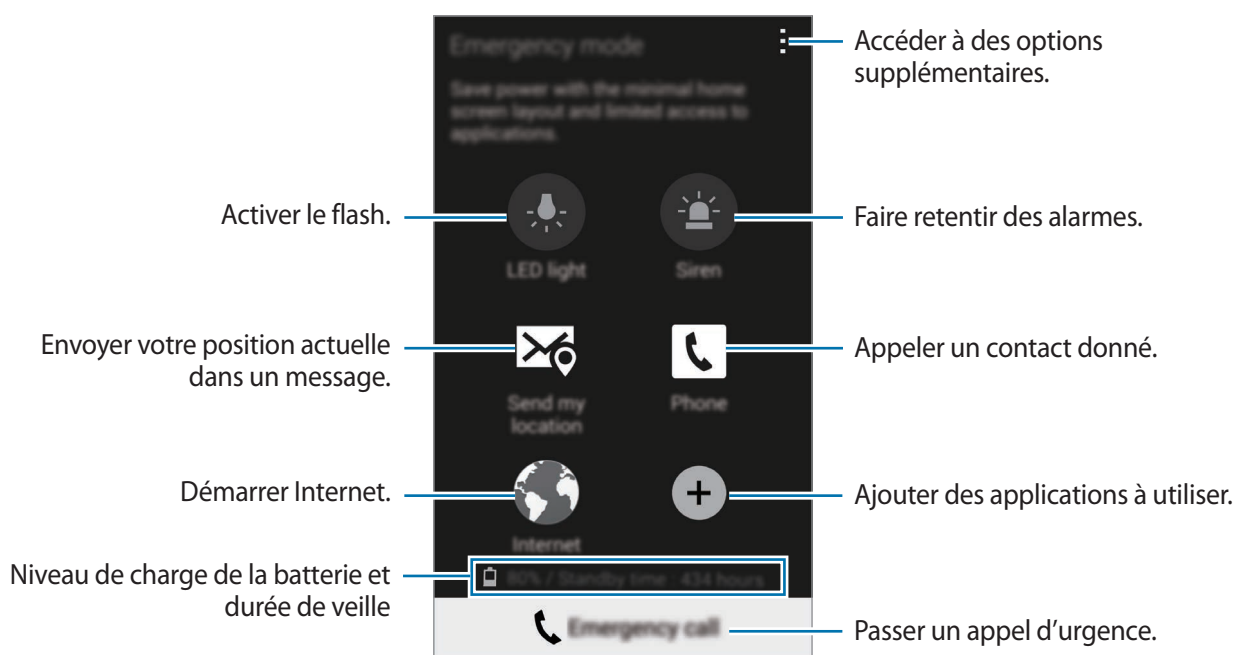 Emergency mode
Accéder à des options
supplémentaires.
Save power with the minimal home
screen layout and limited access to
applications.
Activer le flash.
LED light
Siren
Faire retentir des alarmes.
Envoyer votre position actuelle
dans un message.
Send my
location
Phone
Appeler un contact donné.
Démarrer Internet.
Internet
Ajouter des applications à utiliser.
Niveau de charge de la batterie et
durée de veille
80% / Standby time : 434 hours
Emergency call
Passer un appel d’urgence.